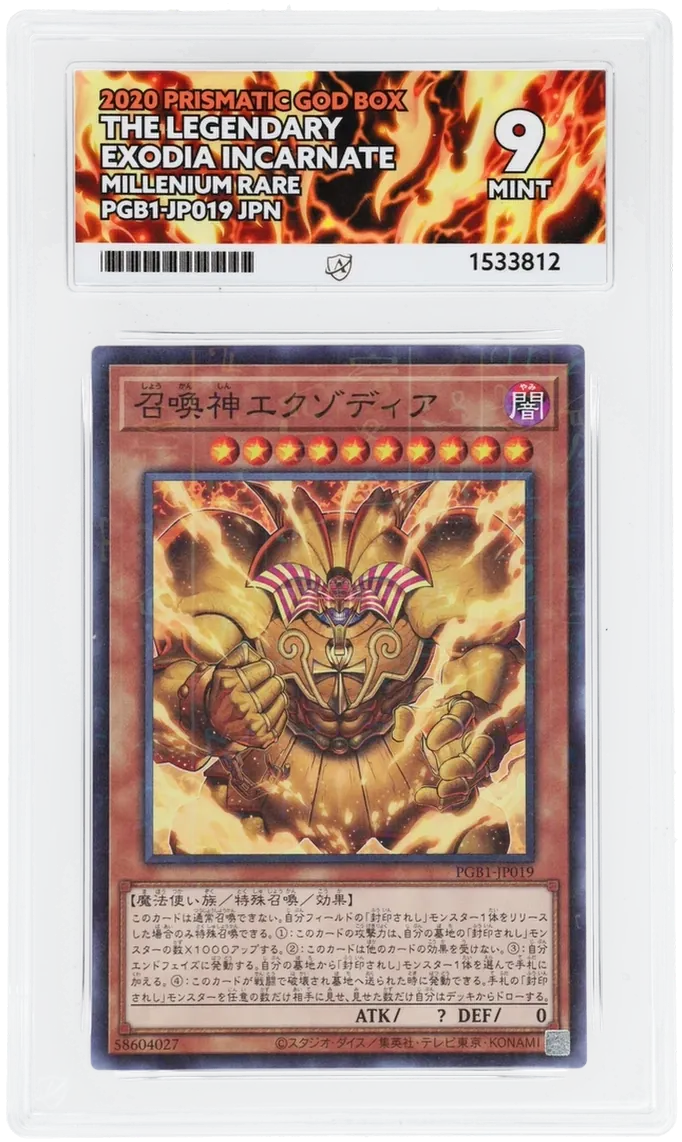 2020 PRISMATIC GOD BOX
THE LEGENDARY
EXODIA INCARNATE
MILLENIUM RARE
PGB1-JP019 JPN
9
MINT
1533812
召喚神エクゾディア
しょう かん しん
闇
やみ
PGB1-JP019
【魔法使い族/特殊召喚/効果】
このカードは通常召喚できない。自分フィールドの「封印されし」モンスター1体をリリース
した場合のみ特殊召喚できる。①:このカードの攻撃力は、自分の墓地の「封印されし」モン
スターの数×1000アップする。②:このカードは他のカードの効果を受けない。③:自分
エンドフェイズに発動する。自分の墓地から「封印されし」モンスター1体を選んで手札に
加える。④:このカードが戦闘で破壊され墓地へ送られた時に発動できる。手札の「封印
されし」モンスターを任意の数だけ相手に見せ、見せた数だけ自分はデッキからドローする。
ATK/ ? DEF/ 0
58604027
©スタジオ・ダイス/集英社・テレビ東京・KONAMI